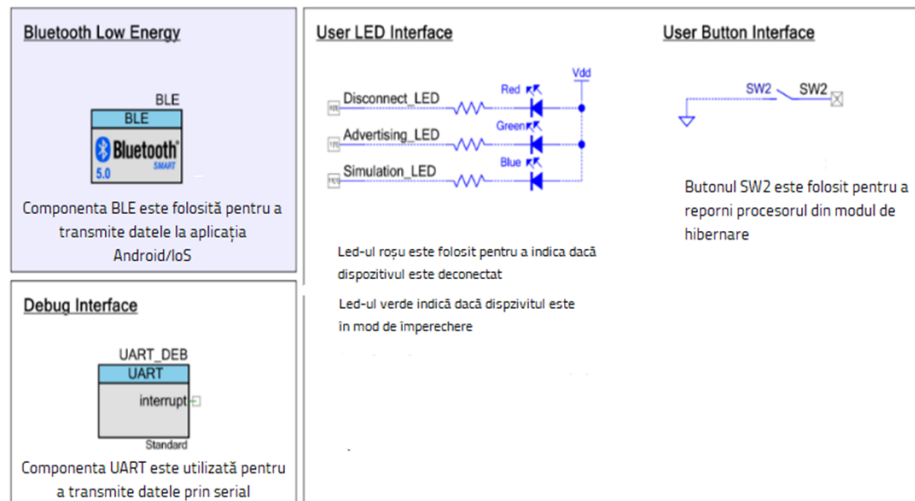 Bluetooth Low Energy
BLE
BLE
Bluetooth
SMART
5.0
Componenta BLE este folosită pentru a
transmite datele la aplicația
Android/IoS
Debug Interface
UART_DEB
UART
interrupt
Standard
Componenta UART este utilizată pentru
a transmite datele prin serial
User LED Interface
Vdd
Red
Disconnect_LED
Green
Advertising_LED
Blue
Simulation_LED
Led-ul roșu este folosit pentru a indica dacă
dispozitivul este deconectat
Led-ul verde indică dacă dispzivitul este
in mod de împerechere
User Button Interface
SW2 SW2
Butonul SW2 este folosit pentru a
reporni procesorul din modul de
hibernare